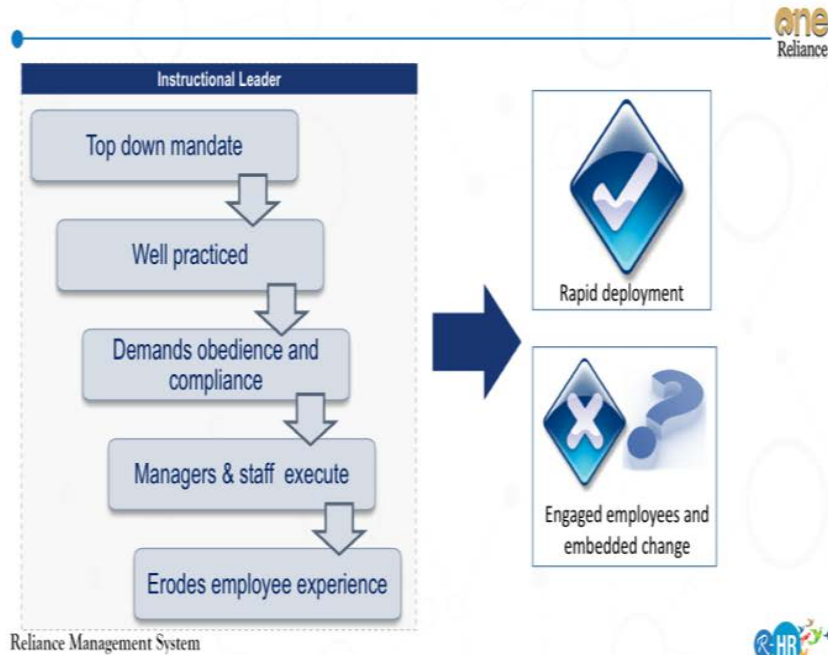 One
Reliance
Instructional Leader
Top down mandate
Well practiced
Demands obedience and
compliance
Managers & staff execute
Erodes employee experience
Rapid deployment
Engaged employees and
embedded change
Reliance Management System
R-HR